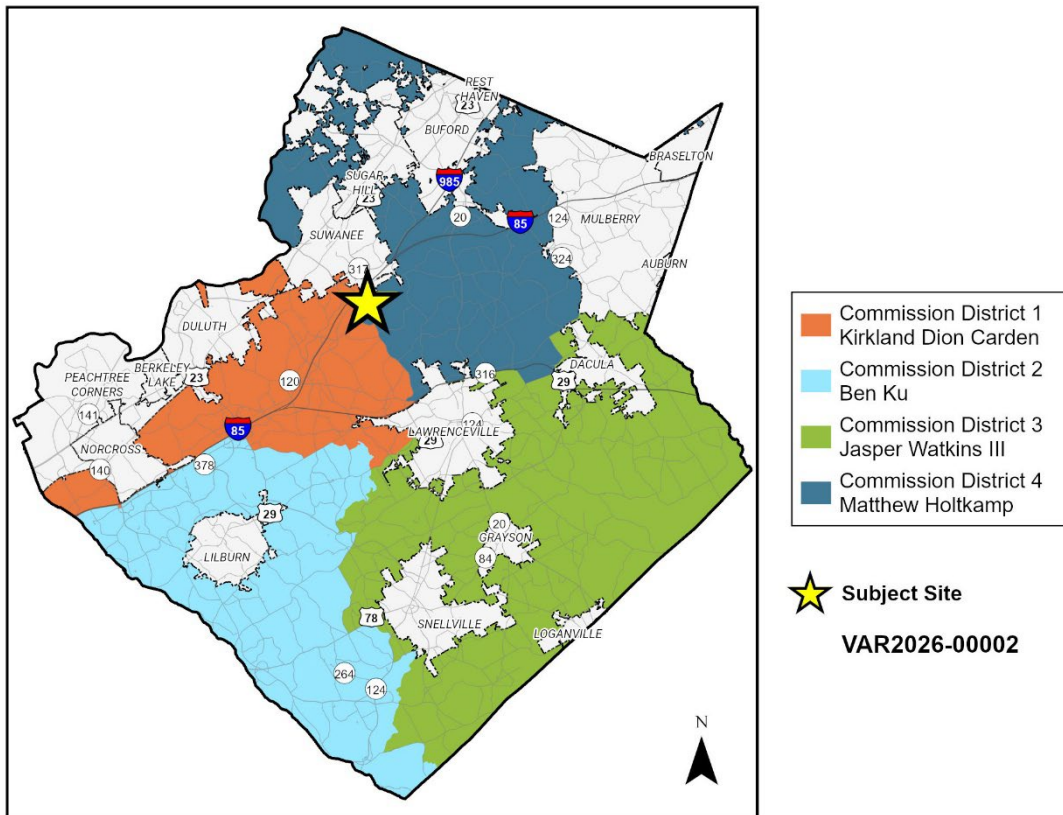 REST
HAVEN
23
BUFORD
BRASELTON
SUGAR
HILL
985
23
20
85
124
MULBERRY
SUWANEE
324
317
AUBURN
DULUTH
BERKELEY
LAKE
23
PEACHTREE
CORNERS
141
120
316
29
DACULA
NORCROSS
85
124
LAWRENCEVILLE
29
140
378
29
LILBURN
20
GRAYSON
84
78
SNELLVILLE
LOGANVILLE
264
124
N
Commission District 1
Kirkland Dion Carden
Commission District 2
Ben Ku
Commission District 3
Jasper Watkins III
Commission District 4
Matthew Holtkamp
Subject Site
VAR2026-00002